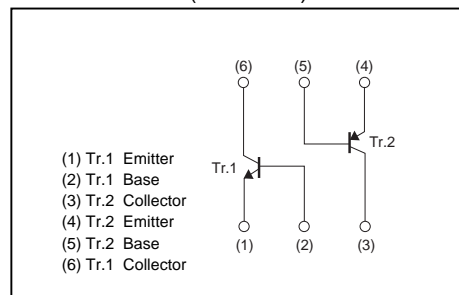 (6) (5) (4)
Tr.2
(1) Tr.1 Emitter
(2) Tr.1 Base
(3) Tr.2 Collector
(4) Tr.2 Emitter
(5) Tr.2 Base
(6) Tr.1 Collector
Tr.1
(1) (2) (3)